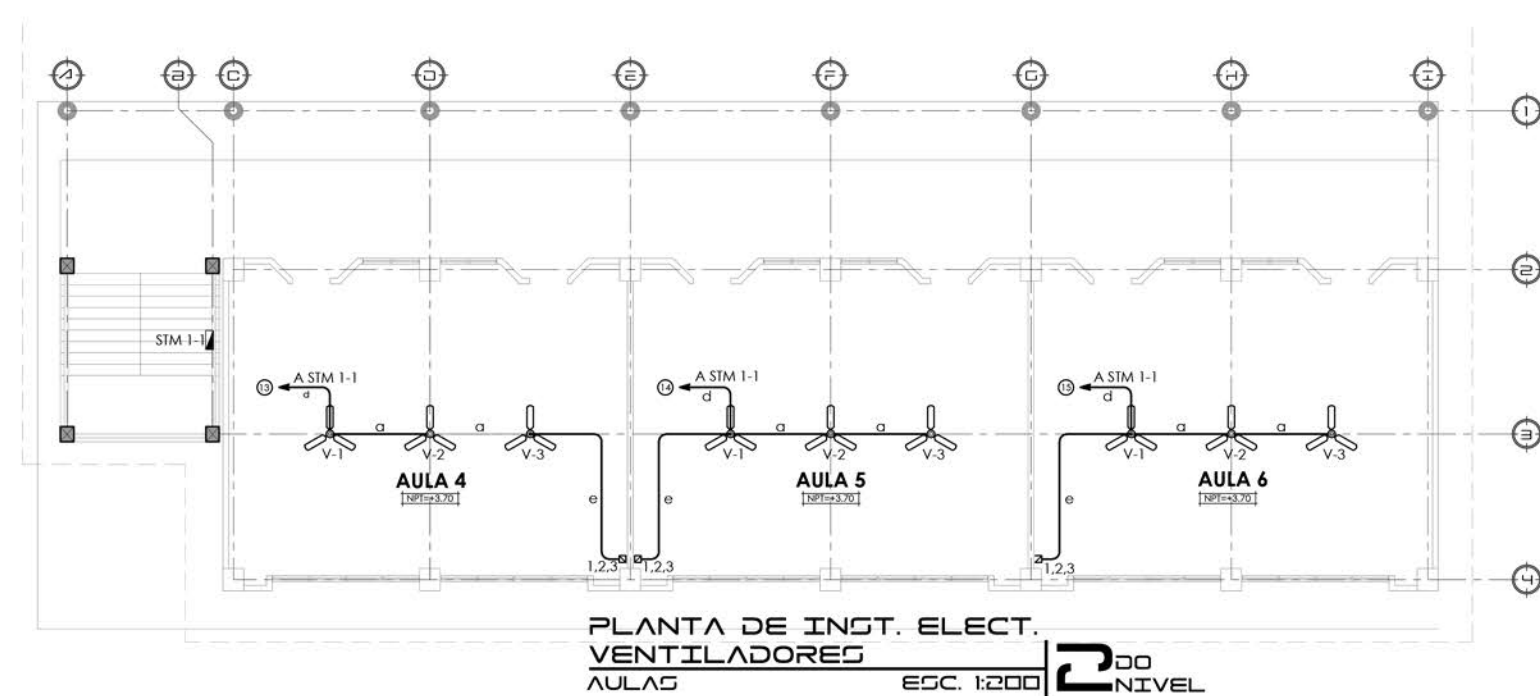 A B C D E F G H I
1
2
STM 1-1
13 A STM 1-1 14 A STM 1-1 15 A STM 1-1
d d d
a a a a a a
3
V-1 V-2 V-3 V-1 V-2 V-3 V-1 V-2 V-3
AULA 4 AULA 5 AULA 6
NPT=+3.70 NPT=+3.70 NPT=+3.70
e e e
1,2,3 1,2,3 1,2,3
4
PLANTA DE INST. ELECT.
VENTILADORES
AULAS ESC. 1:200
2 DO
NIVEL